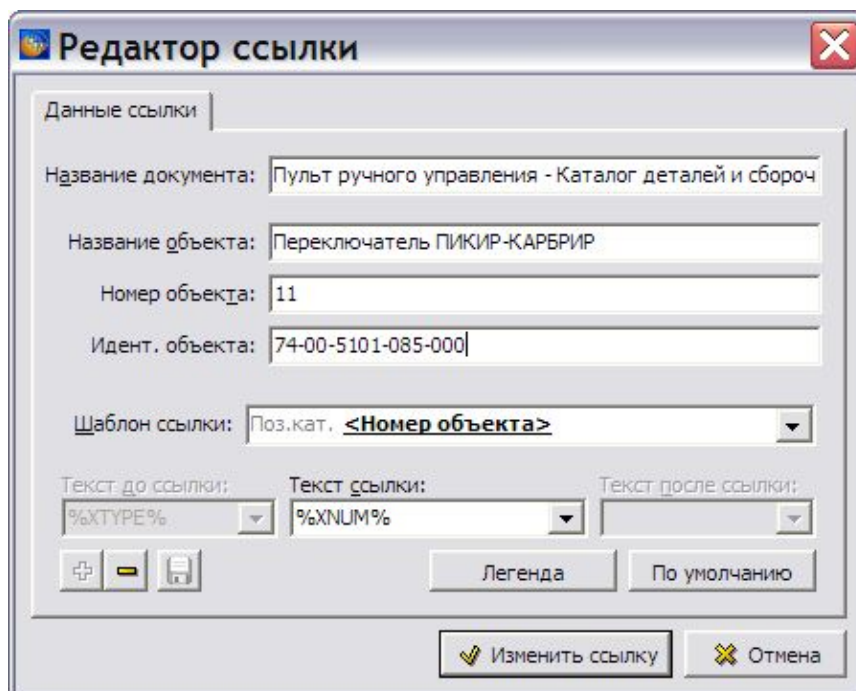 Редактор ссылки
Данные ссылки
Название документа: Пульт ручного управления - Каталог деталей и сбороч
Название объекта: Переключатель ПИКИР-КАРБРИР
Номер объекта: 11
Идент. объекта: 74-00-5101-085-000
Шаблон ссылки: Поз.кат. <Номер объекта>
Текст до ссылки: Текст ссылки: Текст после ссылки:
%XTYPE% %XNUM%
Легенда По умолчанию
Изменить ссылку Отмена